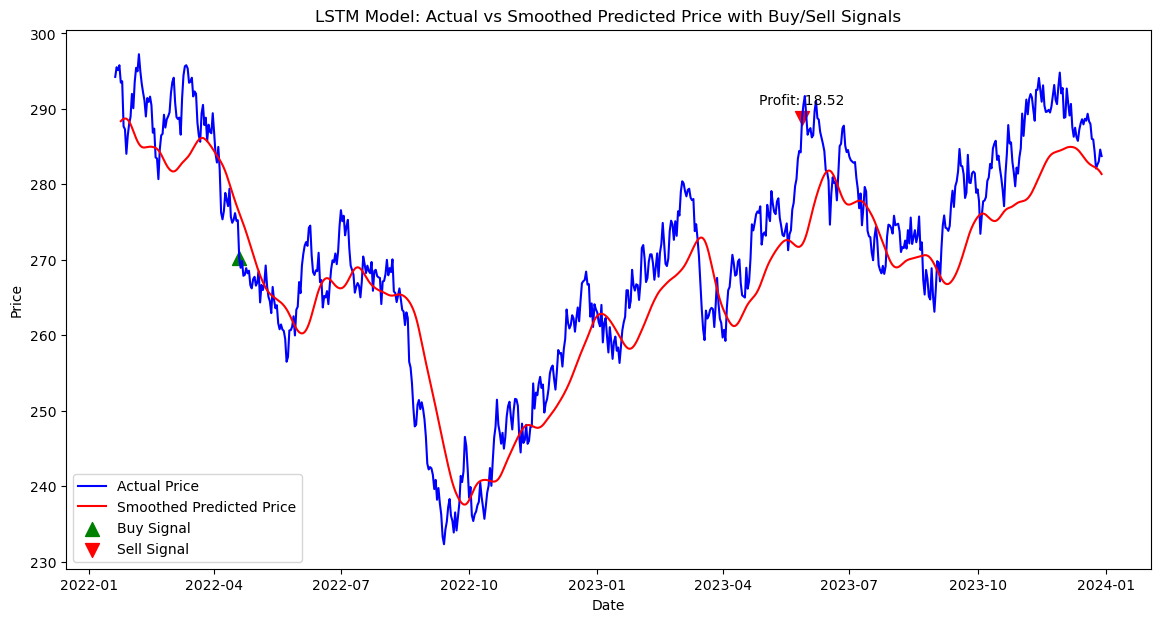 LSTM Model: Actual vs Smoothed Predicted Price with Buy/Sell Signals
300
290
280
270
260
250
240
230
Price
Profit: 18.52
Actual Price
Smoothed Predicted Price
Buy Signal
Sell Signal
2022-01
2022-04
2022-07
2022-10
2023-01
2023-04
2023-07
2023-10
2024-01
Date